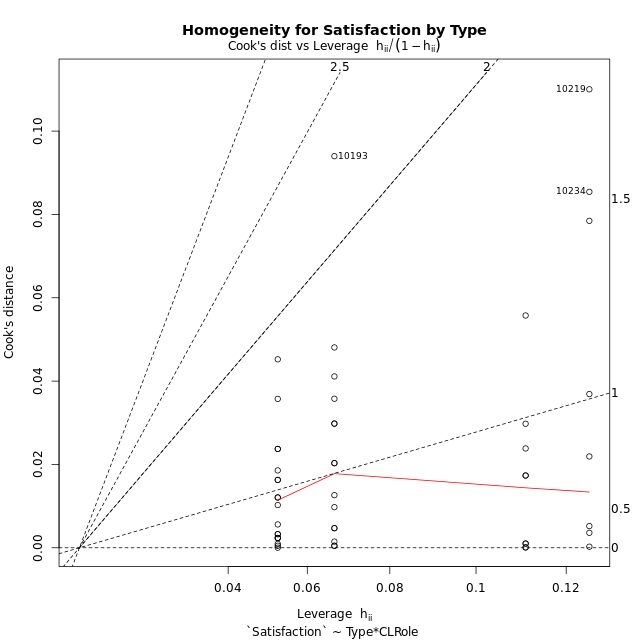 Homogeneity for Satisfaction by Type
Cook's dist vs Leverage hii/(1−hii)
2.5
2
10219
10193
10234
1.5
1
0.5
0
0.10
0.08
0.06
0.04
0.02
0.00
Cook's distance
0.04 0.06 0.08 0.1 0.12
Leverage hii
`Satisfaction` ~ Type*CLRole